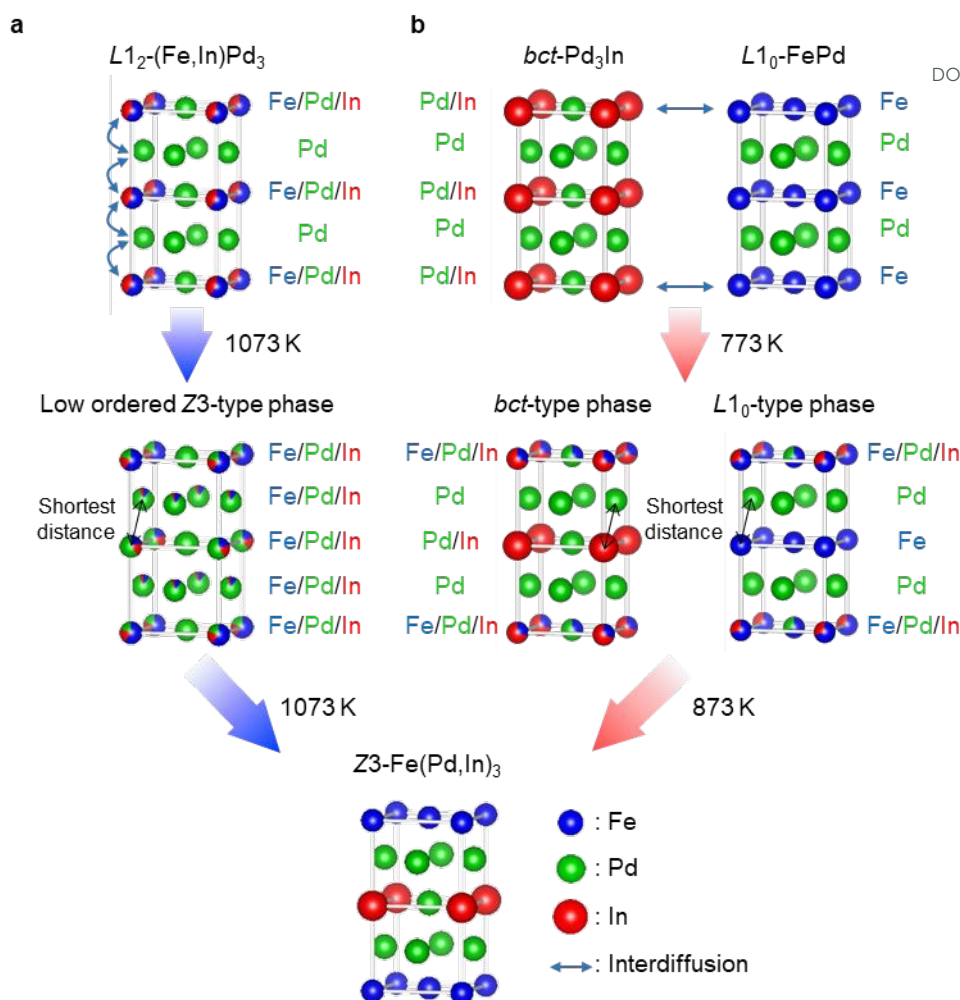 a
b
L1₂-(Fe,In)Pd₃
bct-Pd₃In
L1₀-FePd
DO
Fe/Pd/In
Pd
Fe/Pd/In
Pd
Fe/Pd/In
Pd/In
Pd
Pd/In
Pd
Pd/In
Fe
Pd
Fe
Pd
Fe
1073 K
773 K
Low ordered Z3-type phase
bct-type phase
L1₀-type phase
Fe/Pd/In
Fe/Pd/In
Fe/Pd/In
Fe/Pd/In
Fe/Pd/In
Shortest
distance
Fe/Pd/In
Pd
Pd/In
Pd
Fe/Pd/In
Shortest
distance
Fe/Pd/In
Pd
Fe
Pd
Fe/Pd/In
1073 K
873 K
Z3-Fe(Pd,In)₃
: Fe
: Pd
: In
: Interdiffusion